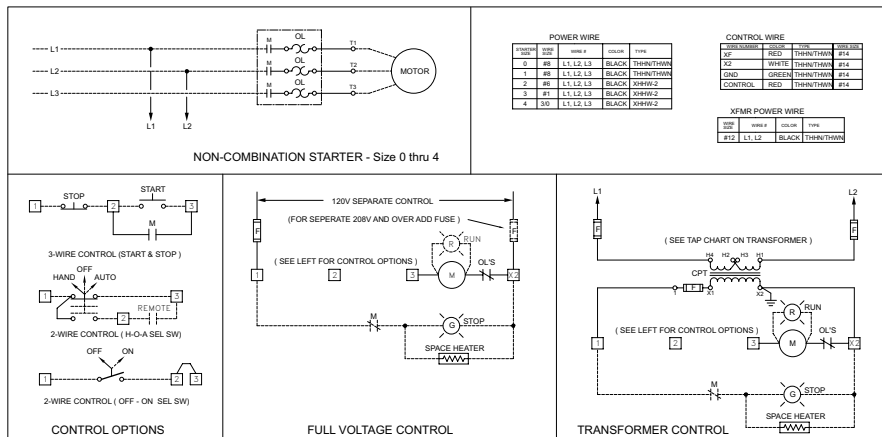 L1
L2
L3
M
OL
T1
M
OL
T2
M
OL
T3
MOTOR
L1
L2
NON-COMBINATION STARTER - Size 0 thru 4
POWER WIRE
STARTER SIZE WIRE SIZE WIRE # COLOR TYPE
0 #8 L1, L2, L3 BLACK THHN/THWN
1 #8 L1, L2, L3 BLACK THHN/THWN
2 #6 L1, L2, L3 BLACK XHHW-2
3 #1 L1, L2, L3 BLACK XHHW-2
4 3/0 L1, L2, L3 BLACK XHHW-2
CONTROL WIRE
WIRE NUMBER COLOR TYPE WIRE SIZE
XF RED THHN/THWN #14
X2 WHITE THHN/THWN #14
GND GREEN THHN/THWN #14
CONTROL RED THHN/THWN #14
XFMR POWER WIRE
WIRE SIZE WIRE # COLOR TYPE
#12 L1, L2 BLACK THHN/THWN
STOP
START
1
2
3
M
3-WIRE CONTROL (START & STOP )
OFF
HAND
AUTO
1
3
2
REMOTE
2-WIRE CONTROL ( H-O-A SEL SW)
OFF
ON
1
2
3
2-WIRE CONTROL ( OFF - ON SEL SW)
CONTROL OPTIONS
120V SEPARATE CONTROL
(FOR SEPERATE 208V AND OVER ADD FUSE )
F
F
R
RUN
( SEE LEFT FOR CONTROL OPTIONS )
OL'S
1
2
3
M
X2
M
G
STOP
SPACE HEATER
FULL VOLTAGE CONTROL
L1
L2
F
F
( SEE TAP CHART ON TRANSFORMER )
H4
H2
H3
H1
CPT
F
1
X1
X2
R
RUN
(SEE LEFT FOR CONTROL OPTIONS )
OL'S
1
2
3
M
X2
M
G
STOP
SPACE HEATER
TRANSFORMER CONTROL